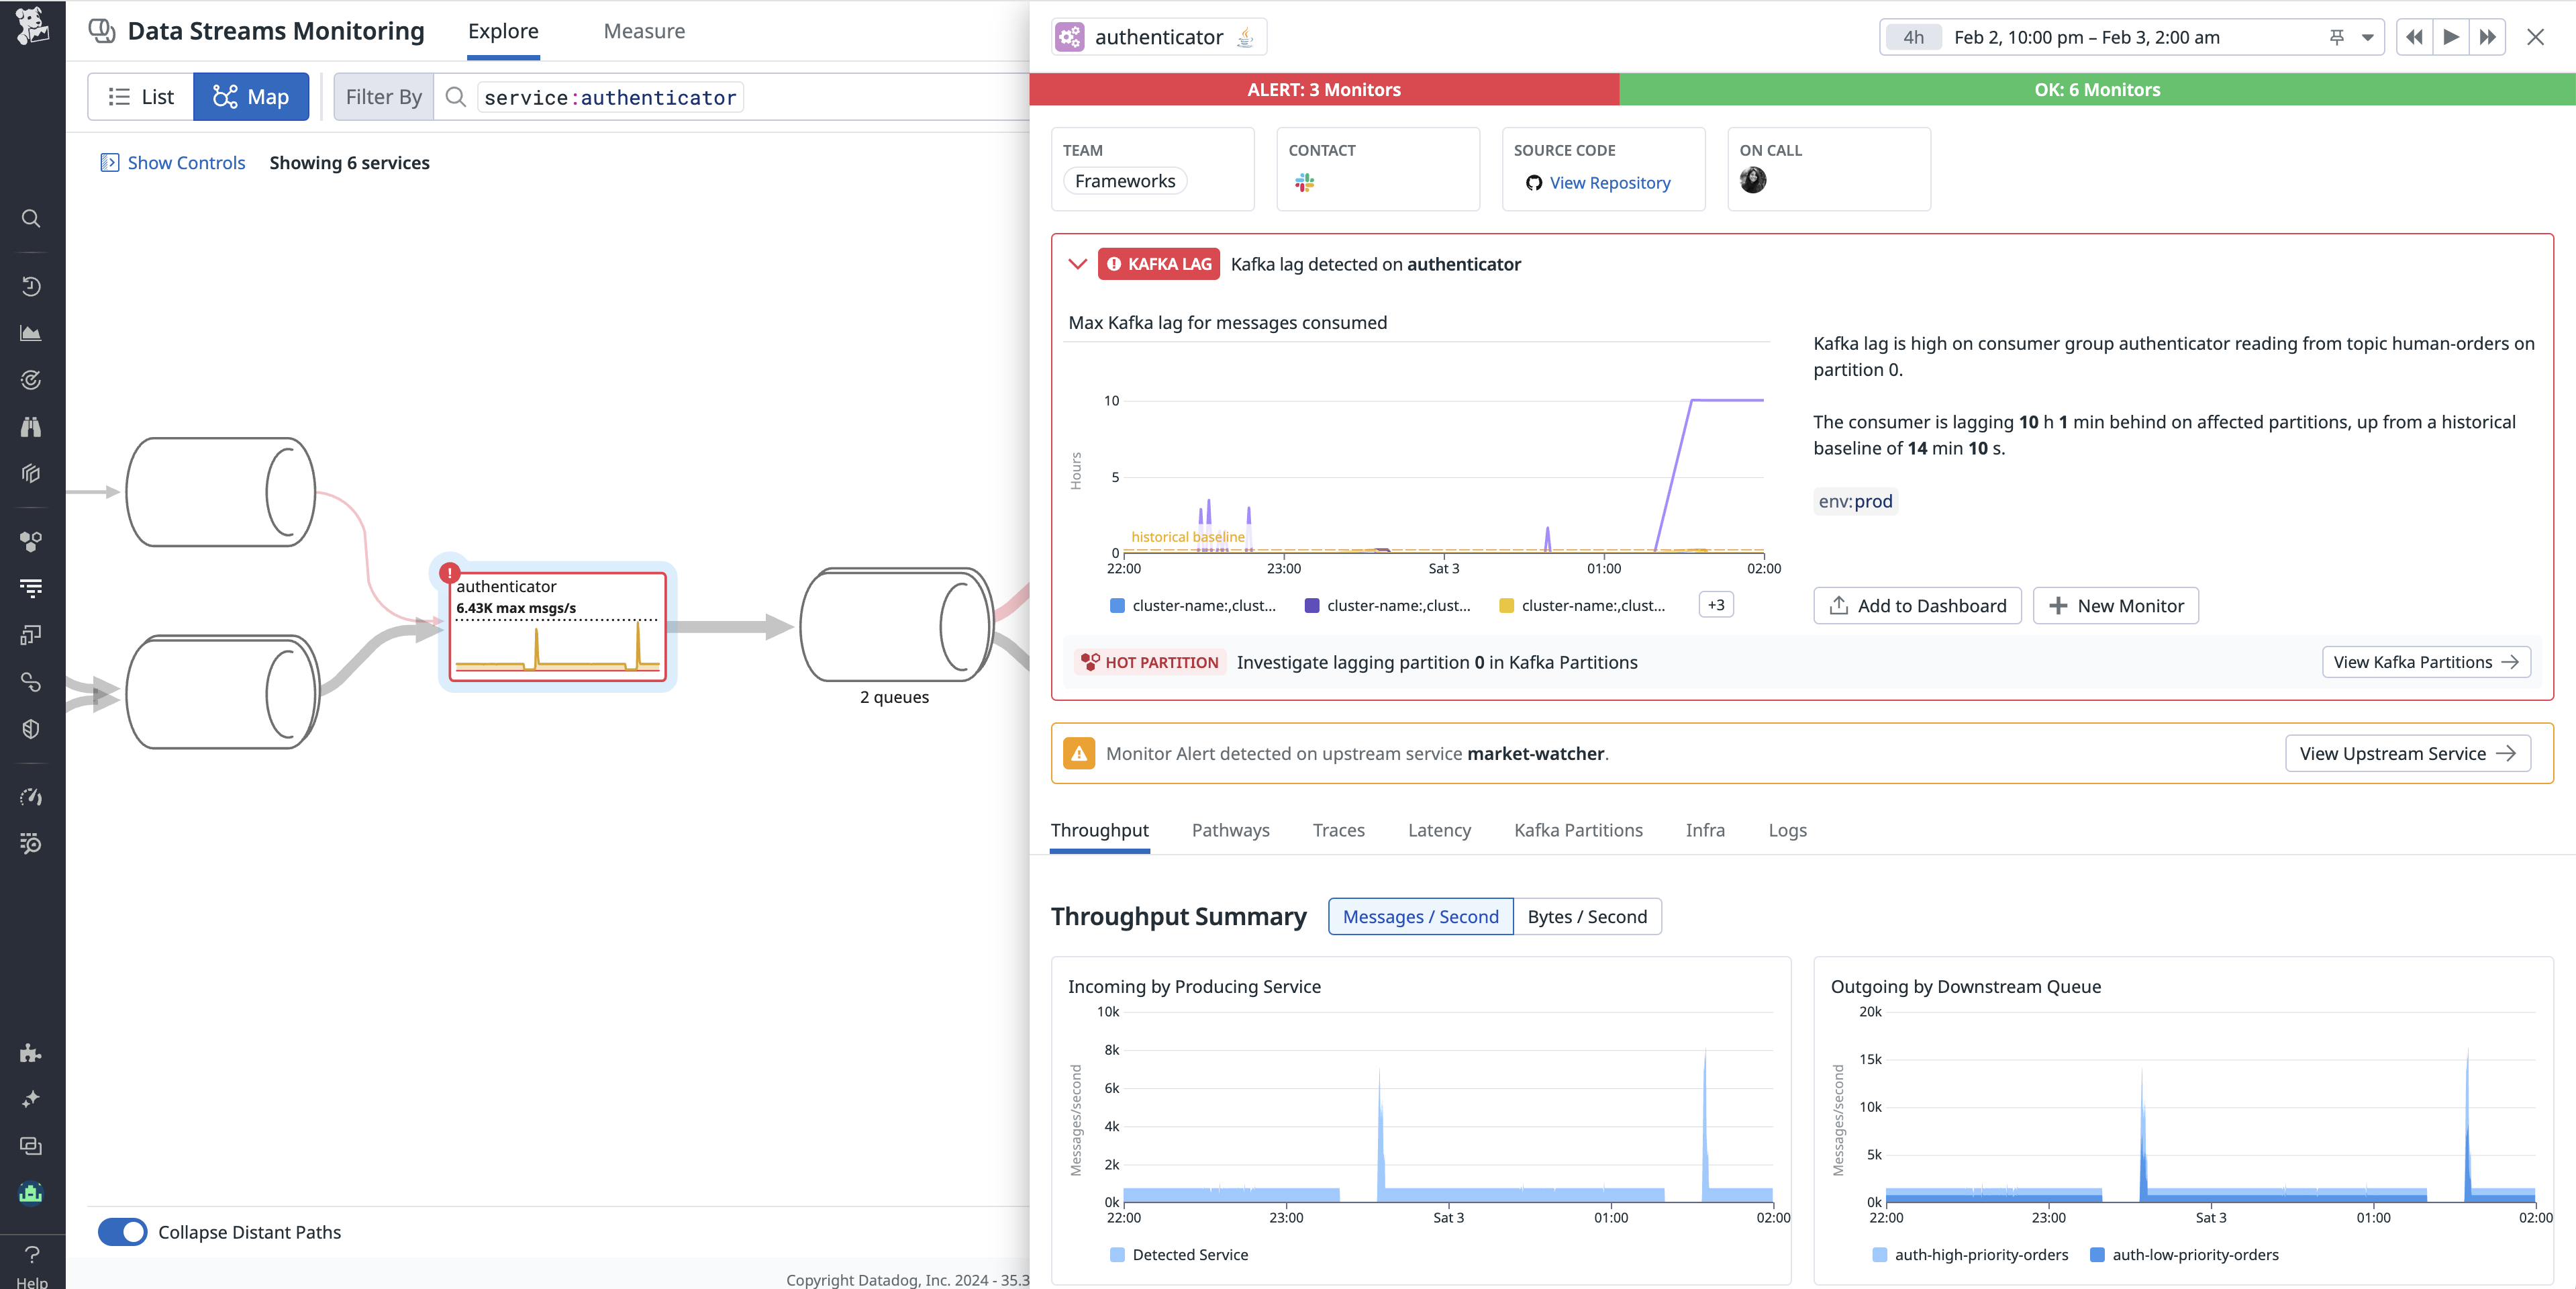 Data Streams Monitoring
Explore
Measure
List
Map
Filter By
service:authenticator
Show Controls
Showing 6 services
!
authenticator
6.43K max msgs/s
2 queues
Collapse Distant Paths
Copyright Datadog, Inc. 2024 - 35.3
?
Help
authenticator
4h
Feb 2, 10:00 pm – Feb 3, 2:00 am
ALERT: 3 Monitors
OK: 6 Monitors
TEAM
Frameworks
CONTACT
SOURCE CODE
View Repository
ON CALL
KAFKA LAG
Kafka lag detected on authenticator
Max Kafka lag for messages consumed
Hours
10
5
0
historical baseline
22:00
23:00
Sat 3
01:00
02:00
cluster-name:,clust...
cluster-name:,clust...
cluster-name:,clust...
+3
Kafka lag is high on consumer group authenticator reading from topic human-orders on
partition 0.
The consumer is lagging 10 h 1 min behind on affected partitions, up from a historical
baseline of 14 min 10 s.
env:prod
Add to Dashboard
New Monitor
HOT PARTITION
Investigate lagging partition 0 in Kafka Partitions
View Kafka Partitions
Monitor Alert detected on upstream service market-watcher.
View Upstream Service
Throughput
Pathways
Traces
Latency
Kafka Partitions
Infra
Logs
Throughput Summary
Messages / Second
Bytes / Second
Incoming by Producing Service
Messages/second
10k
8k
6k
4k
2k
0k
22:00
23:00
Sat 3
01:00
02:00
Detected Service
Outgoing by Downstream Queue
Messages/second
20k
15k
10k
5k
0k
22:00
23:00
Sat 3
01:00
02:00
auth-high-priority-orders
auth-low-priority-orders